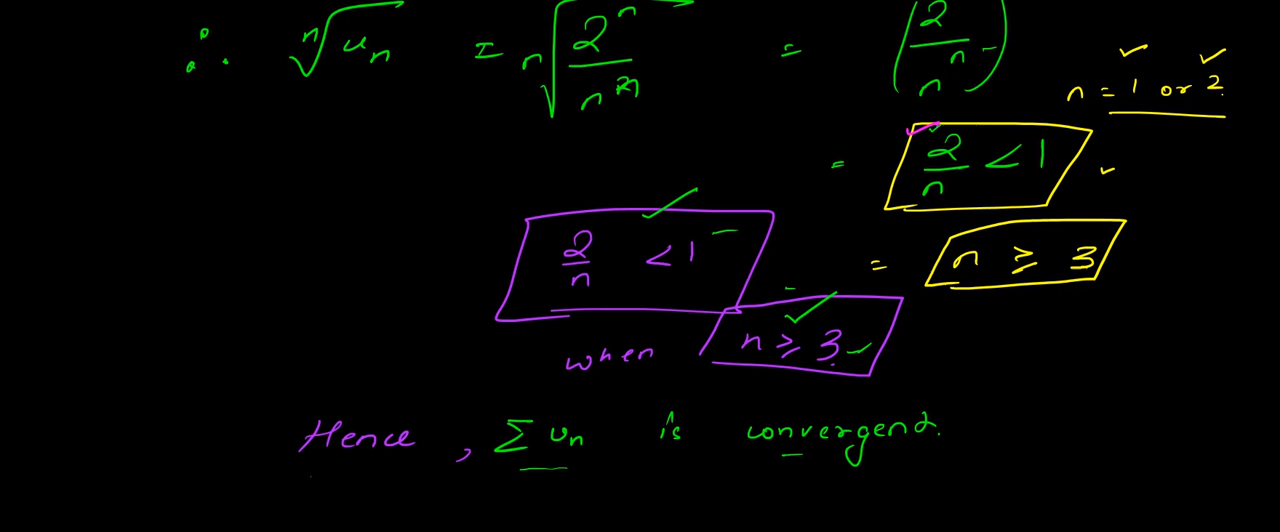 ∴ ⁿ√uₙ = ⁿ√(2ⁿ/nⁿ) = (2/n)ⁿ
n = 1 or 2
= 2/n < 1
2/n < 1 = n ≥ 3
when n ≥ 3
Hence, Σ uₙ is convergent.